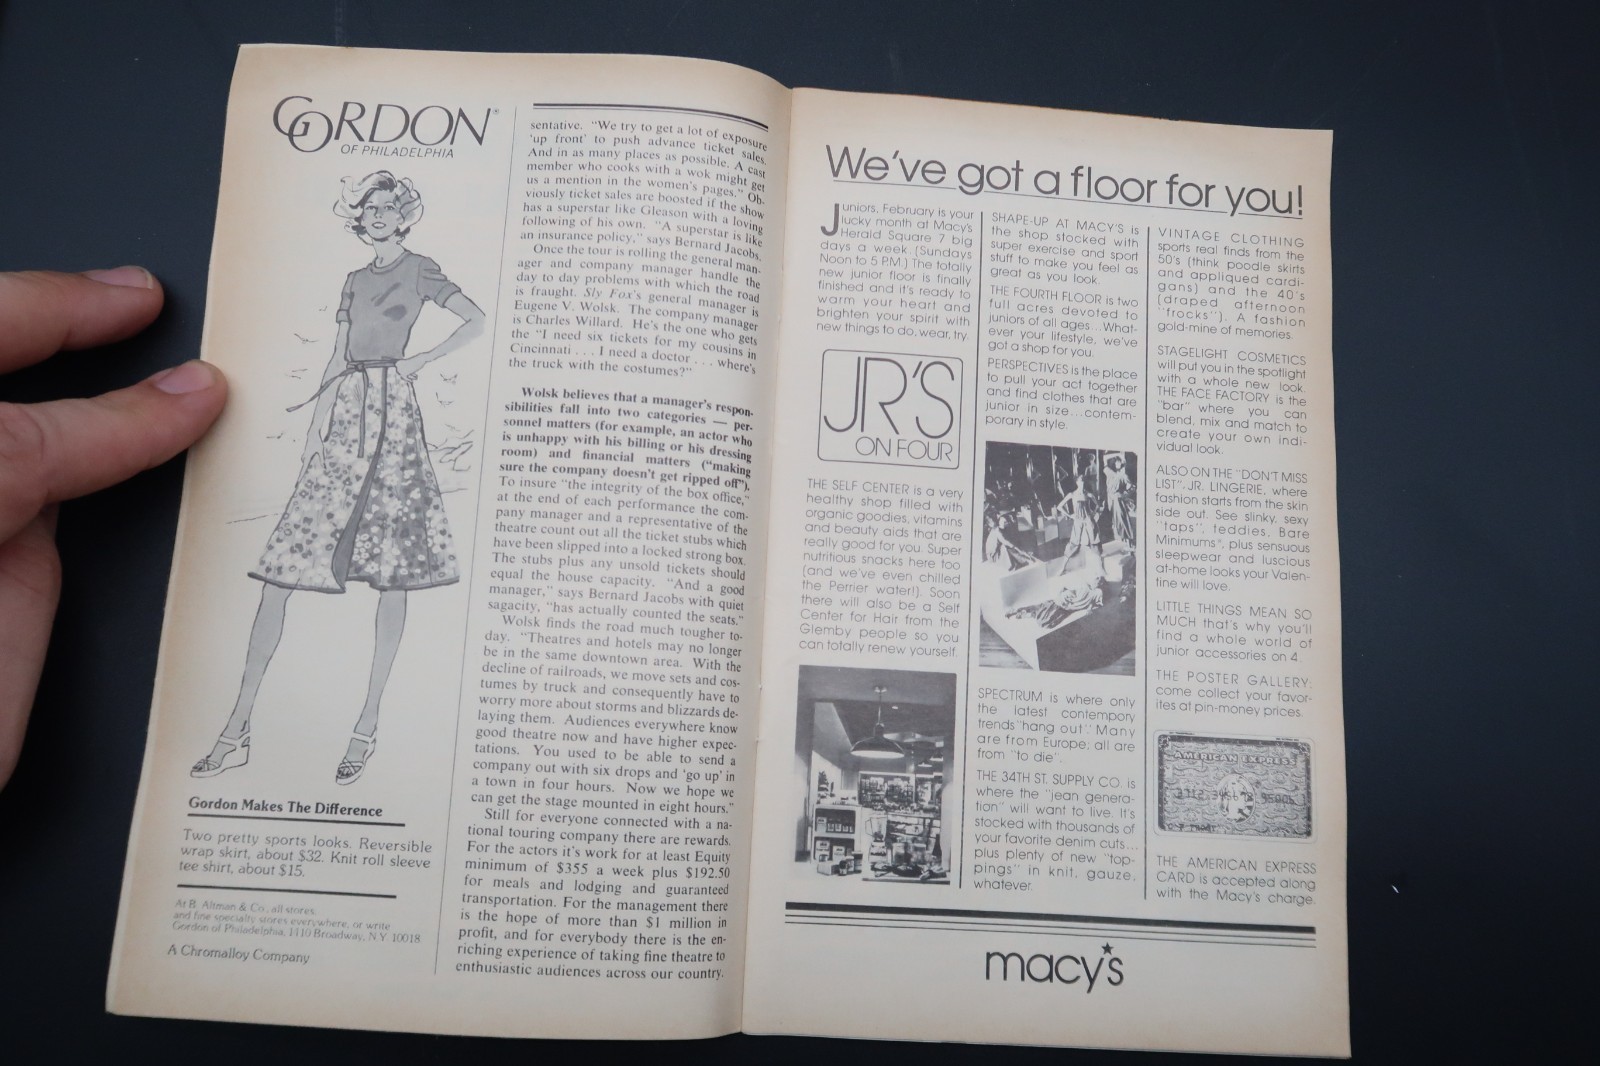 GORDON®
OF PHILADELPHIA
Gordon Makes The Difference
Two pretty sports looks. Reversible
wrap skirt, about $32. Knit roll sleeve
tee shirt, about $15.
At B. Altman & Co., all stores,
and fine specialty stores everywhere, or write
Gordon of Philadelphia, 1410 Broadway, N.Y. 10018
A Chromalloy Company
sentative. "We try to get a lot of exposure
'up front' to push advance ticket sales.
And in as many places as possible. A cast
member who cooks with a wok might get
us a mention in the women's pages." Ob-
viously ticket sales are boosted if the show
has a superstar like Gleason with a loving
following of his own. "A superstar is like
an insurance policy," says Bernard Jacobs.
Once the tour is rolling the general man-
ager and company manager handle the
day to day problems with which the road
is fraught. Sly Fox's general manager is
Eugene V. Wolsk. The company manager
is Charles Willard. He's the one who gets
the "I need six tickets for my cousins in
Cincinnati . . . I need a doctor . . . where's
the truck with the costumes?"
Wolsk believes that a manager's respon-
sibilities fall into two categories — per-
sonnel matters (for example, an actor who
is unhappy with his billing or his dressing
room) and financial matters ("making
sure the company doesn't get ripped off").
To insure "the integrity of the box office,"
at the end of each performance the com-
pany manager and a representative of the
theatre count out all the ticket stubs which
have been slipped into a locked strong box.
The stubs plus any unsold tickets should
equal the house capacity. "And a good
manager," says Bernard Jacobs with quiet
sagacity, "has actually counted the seats."
Wolsk finds the road much tougher to-
day. "Theatres and hotels may no longer
be in the same downtown area. With the
decline of railroads, we move sets and cos-
tumes by truck and consequently have to
worry more about storms and blizzards de-
laying them. Audiences everywhere know
good theatre now and have higher expec-
tations. You used to be able to send a
company out with six drops and 'go up' in
a town in four hours. Now we hope we
can get the stage mounted in eight hours."
Still for everyone connected with a na-
tional touring company there are rewards.
For the actors it's work for at least Equity
minimum of $355 a week plus $192.50
for meals and lodging and guaranteed
transportation. For the management there
is the hope of more than $1 million in
profit, and for everybody there is the en-
riching experience of taking fine theatre to
enthusiastic audiences across our country.
We've got a floor for you!
Juniors, February is your
lucky month at Macy's
Herald Square 7 big
days a week. (Sundays
Noon to 5 P.M.) The totally
new junior floor is finally
finished and it's ready to
warm your heart and
brighten your spirit with
new things to do, wear, try.
JR'S
ON FOUR
THE SELF CENTER is a very
healthy shop filled with
organic goodies, vitamins
and beauty aids that are
really good for you. Super
nutritious snacks here too
(and we've even chilled
the Perrier water!). Soon
there will also be a Self
Center for Hair from the
Glemby people so you
can totally renew yourself.
SHAPE-UP AT MACY'S is
the shop stocked with
super exercise and sport
stuff to make you feel as
great as you look.
THE FOURTH FLOOR is two
full acres devoted to
juniors of all ages...What-
ever your lifestyle, we've
got a shop for you.
PERSPECTIVES is the place
to pull your act together
and find clothes that are
junior in size...contem-
porary in style.
SPECTRUM is where only
the latest contempory
trends "hang out". Many
are from Europe; all are
from "to die".
THE 34TH ST. SUPPLY CO. is
where the "jean genera-
tion" will want to live. It's
stocked with thousands of
your favorite denim cuts...
plus plenty of new "top-
pings" in knit, gauze,
whatever.
VINTAGE CLOTHING
sports real finds from the
50's (think poodle skirts
and appliqued cardi-
gans) and the 40's
(draped afternoon
"frocks"). A fashion
gold-mine of memories.
STAGELIGHT COSMETICS
will put you in the spotlight
with a whole new look.
THE FACE FACTORY is the
"bar" where you can
blend, mix and match to
create your own indi-
vidual look.
ALSO ON THE "DON'T MISS
LIST", JR. LINGERIE, where
fashion starts from the skin
side out. See slinky, sexy
"taps", teddies, Bare
Minimums®, plus sensuous
sleepwear and luscious
at-home looks your Valen-
tine will love.
LITTLE THINGS MEAN SO
MUCH that's why you'll
find a whole world of
junior accessories on 4.
THE POSTER GALLERY:
come collect your favor-
ites at pin-money prices.
AMERICAN EXPRESS
THE AMERICAN EXPRESS
CARD is accepted along
with the Macy's charge.
macy's